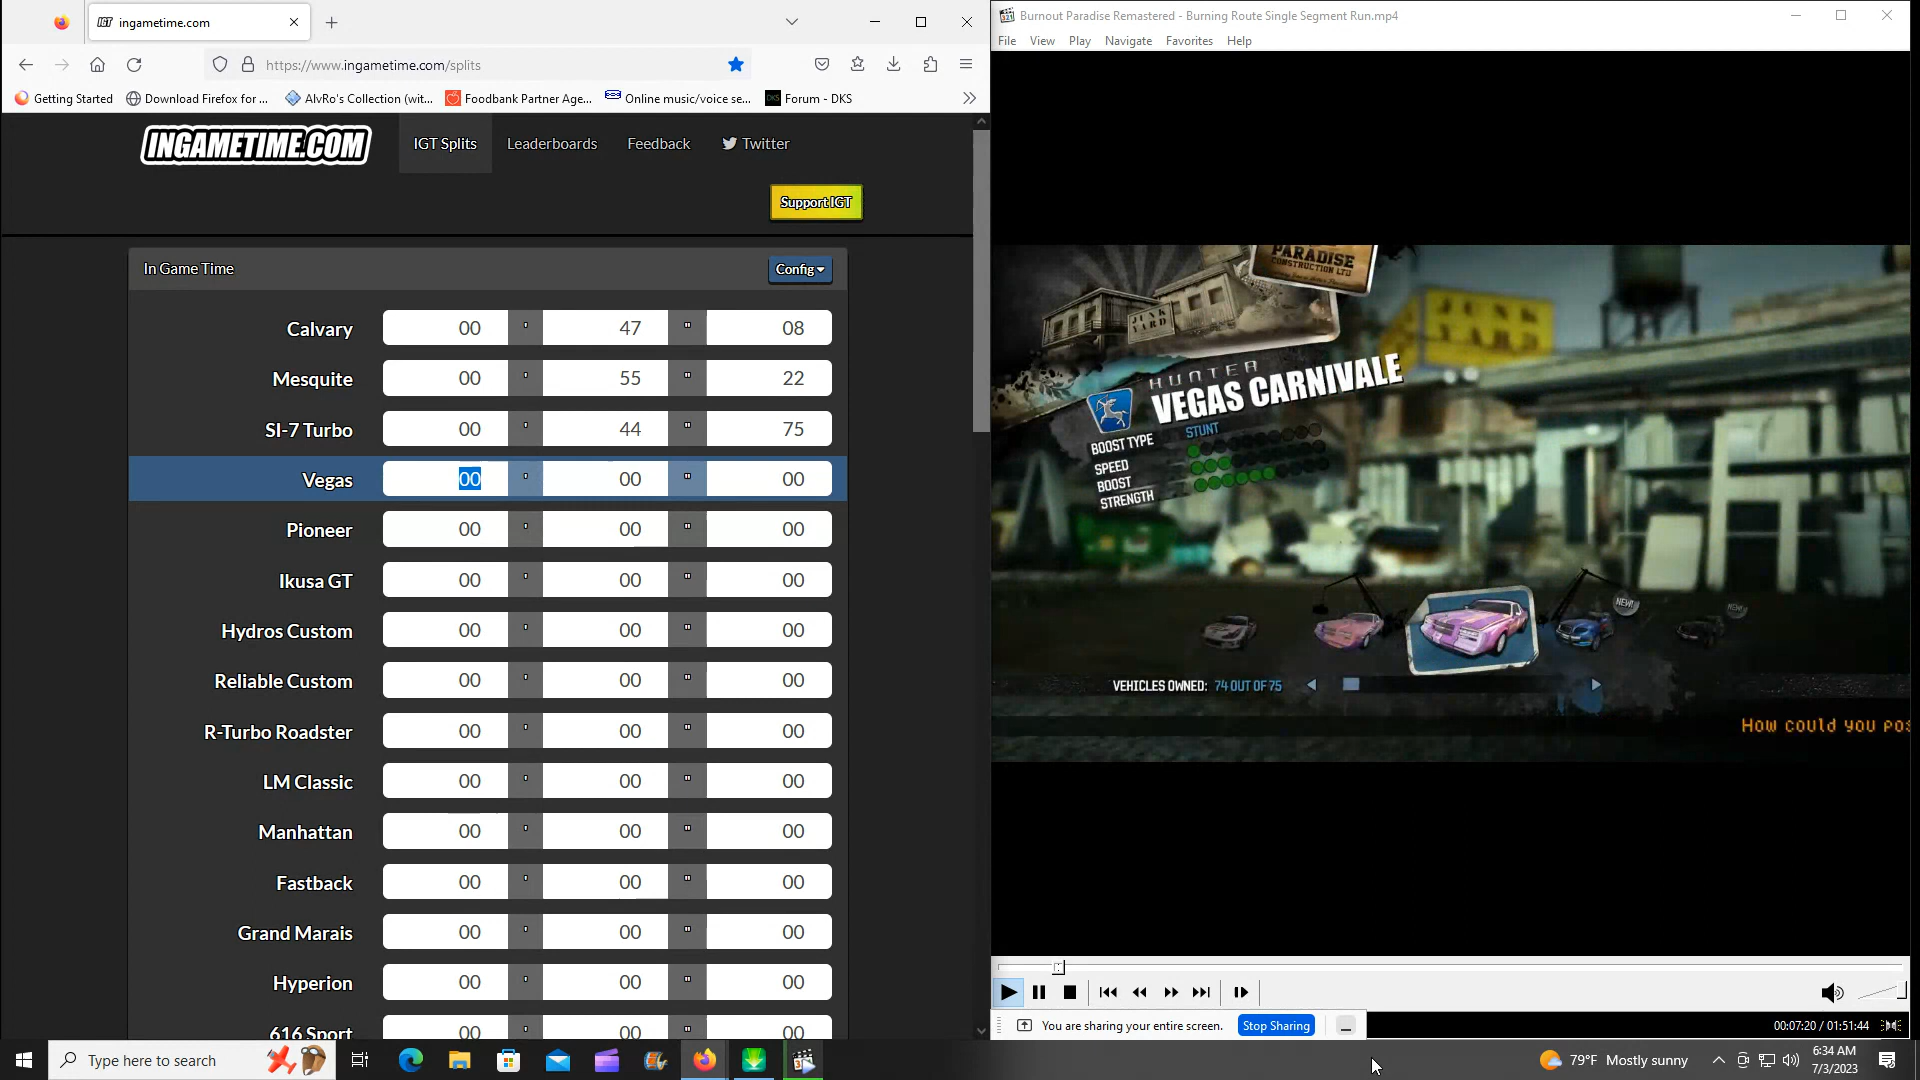 ingametime.com
https://www.ingametime.com/splits
Getting Started
Download Firefox for ...
AlvRo's Collection (wit...
Foodbank Partner Age...
Online music/voice se...
Forum - DKS
INGAMETIME.COM
IGT Splits
Leaderboards
Feedback
Twitter
Support IGT
In Game Time
Config
Calvary 00 ' 47 " 08
Mesquite 00 ' 55 " 22
SI-7 Turbo 00 ' 44 " 75
Vegas 00 ' 00 " 00
Pioneer 00 ' 00 " 00
Ikusa GT 00 ' 00 " 00
Hydros Custom 00 ' 00 " 00
Reliable Custom 00 ' 00 " 00
R-Turbo Roadster 00 ' 00 " 00
LM Classic 00 ' 00 " 00
Manhattan 00 ' 00 " 00
Fastback 00 ' 00 " 00
Grand Marais 00 ' 00 " 00
Hyperion 00 ' 00 " 00
616 Sport 00 ' 00 " 00
Burnout Paradise Remastered - Burning Route Single Segment Run.mp4
File View Play Navigate Favorites Help
PARADISE
CONSTRUCTION LTD
JUNK
YARD
JUNK
YARD
HUNTER
VEGAS CARNIVALE
BOOST TYPE STUNT
SPEED
BOOST
STRENGTH
NEW!
NEW!
VEHICLES OWNED: 74 OUT OF 75
How could you pos
You are sharing your entire screen.
Stop Sharing
00:07:20 / 01:51:44
Type here to search
79°F Mostly sunny
6:34 AM
7/3/2023